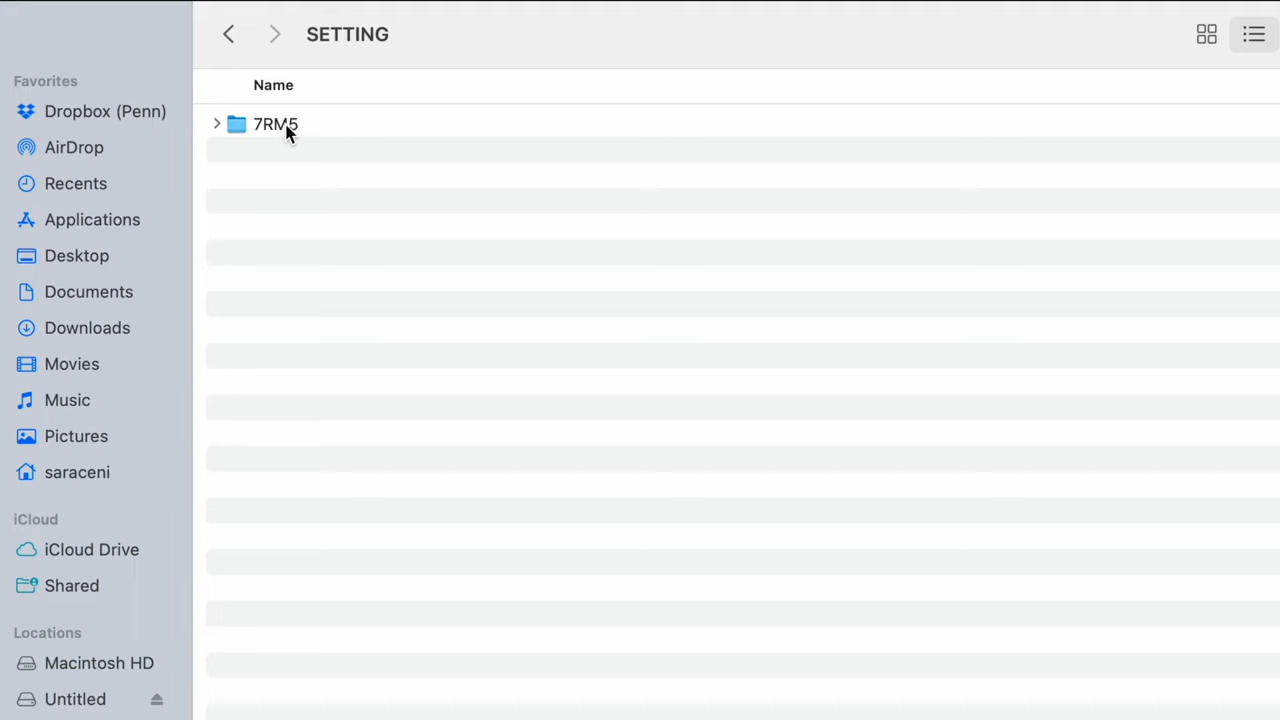 SETTING
Name
7RM5
Favorites
Dropbox (Penn)
AirDrop
Recents
Applications
Desktop
Documents
Downloads
Movies
Music
Pictures
saraceni
iCloud
iCloud Drive
Shared
Locations
Macintosh HD
Untitled